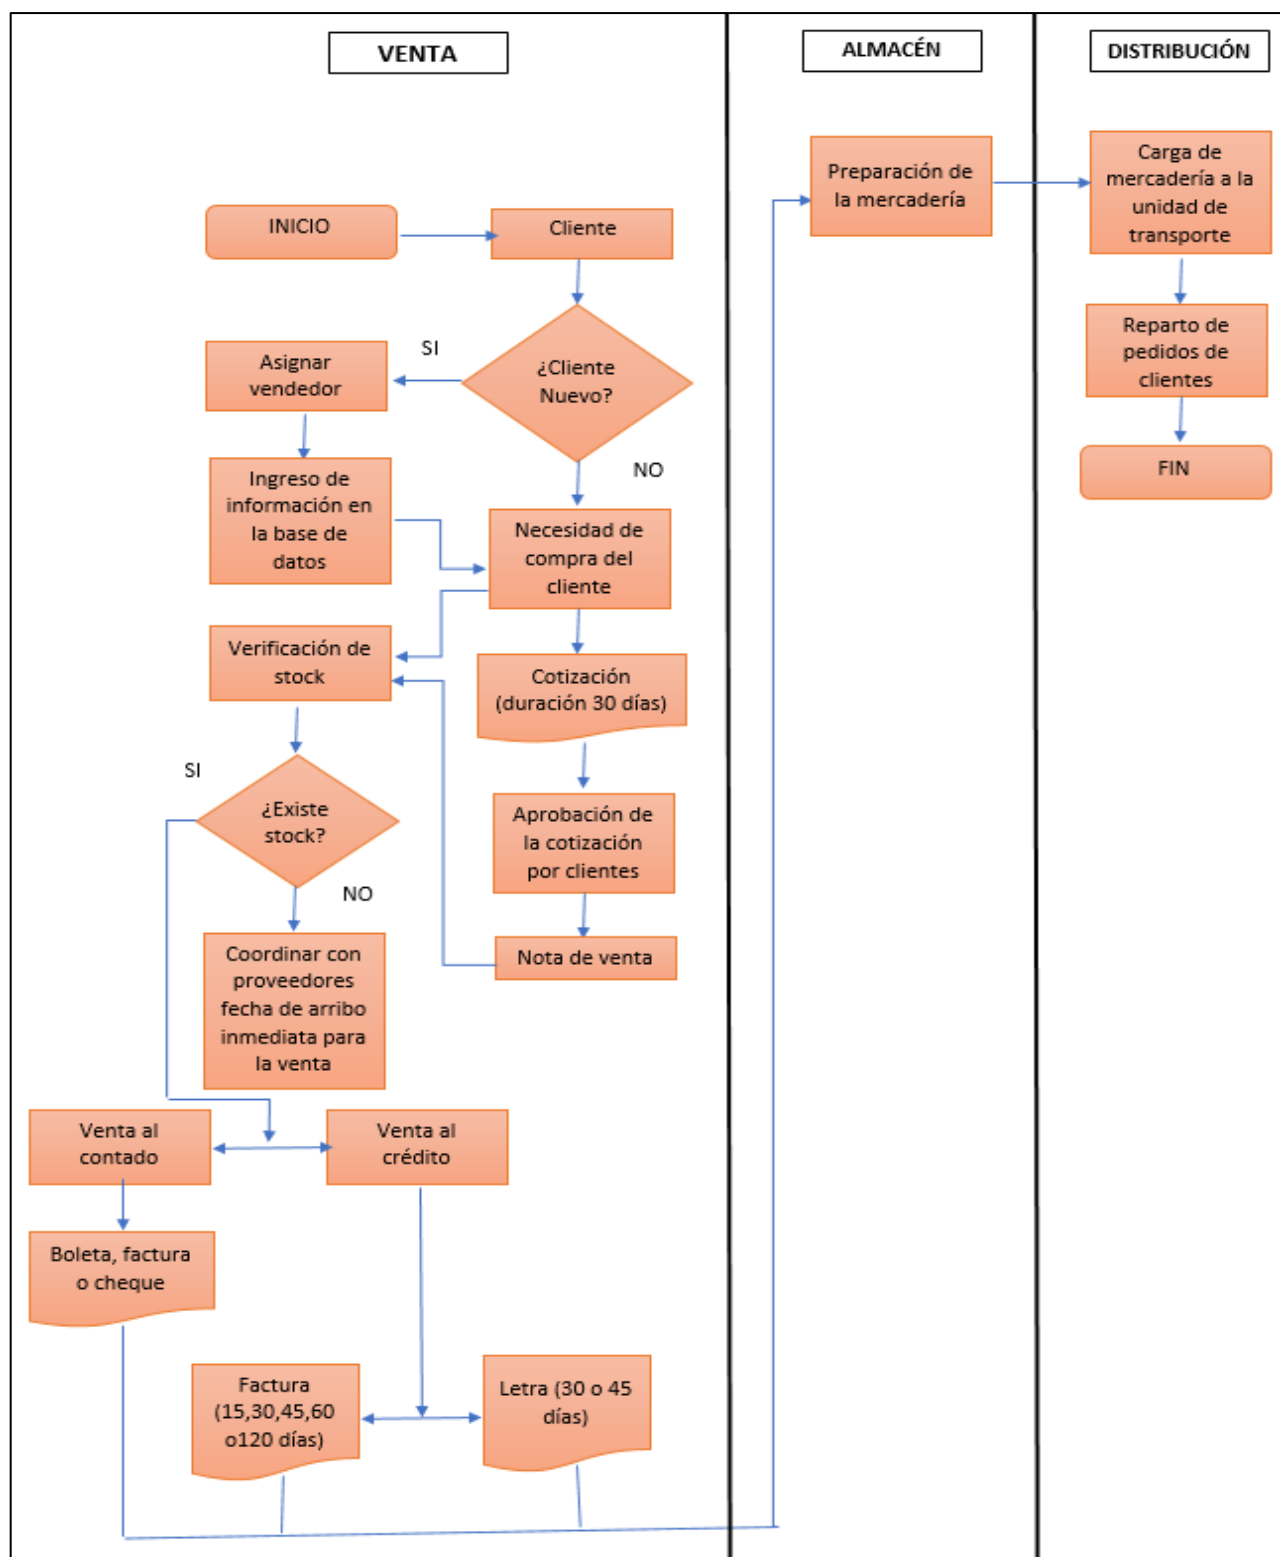 VENTA
ALMACÉN
DISTRIBUCIÓN
INICIO
Cliente
¿Cliente
Nuevo?
SI
NO
Asignar
vendedor
Ingreso de
información en
la base de
datos
Necesidad de
compra del
cliente
Verificación de
stock
Cotización
(duración 30 días)
SI
¿Existe
stock?
NO
Aprobación de
la cotización
por clientes
Nota de venta
Coordinar con
proveedores
fecha de arribo
inmediata para
la venta
Venta al
contado
Venta al
crédito
Boleta, factura
o cheque
Factura
(15,30,45,60
o120 días)
Letra (30 o 45
días)
Preparación de
la mercadería
Carga de
mercadería a la
unidad de
transporte
Reparto de
pedidos de
clientes
FIN